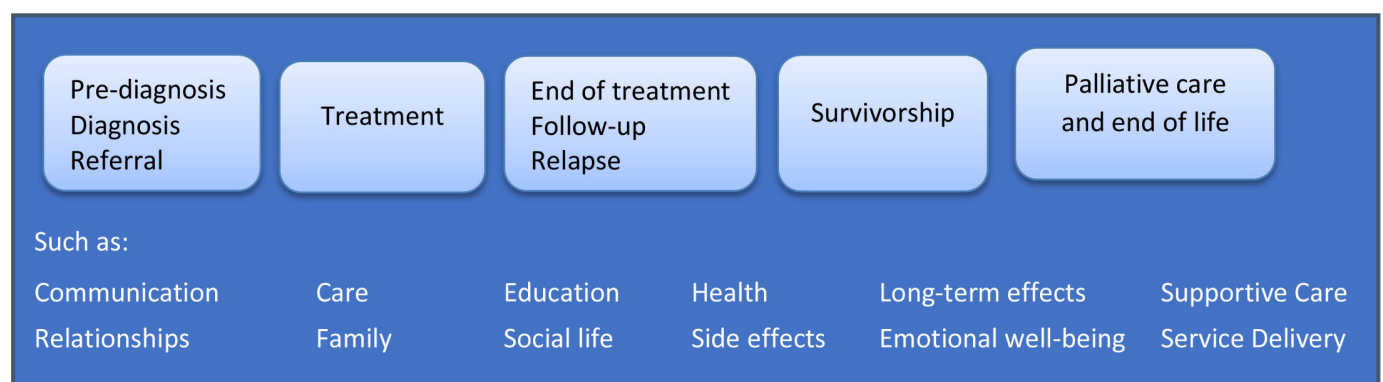 Pre-diagnosis
Diagnosis
Referral
Treatment
End of treatment
Follow-up
Relapse
Survivorship
Palliative care
and end of life
Such as:
Communication Care Education Health Long-term effects Supportive Care
Relationships Family Social life Side effects Emotional well-being Service Delivery